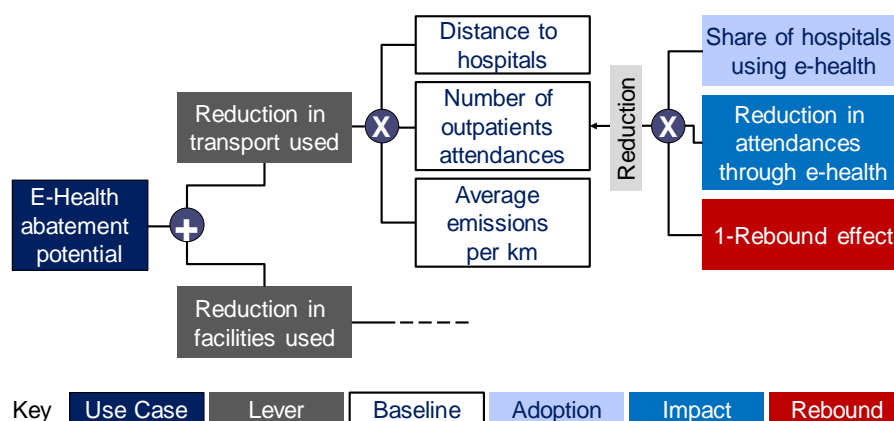 E-Health
abatement
potential
+
Reduction in
transport used
Reduction in
facilities used
X
Distance to
hospitals
Number of
outpatients
attendances
Average
emissions
per km
Reduction
X
Share of hospitals
using e-health
Reduction in
attendances
through e-health
1-Rebound effect
Key Use Case Lever Baseline Adoption Impact Rebound